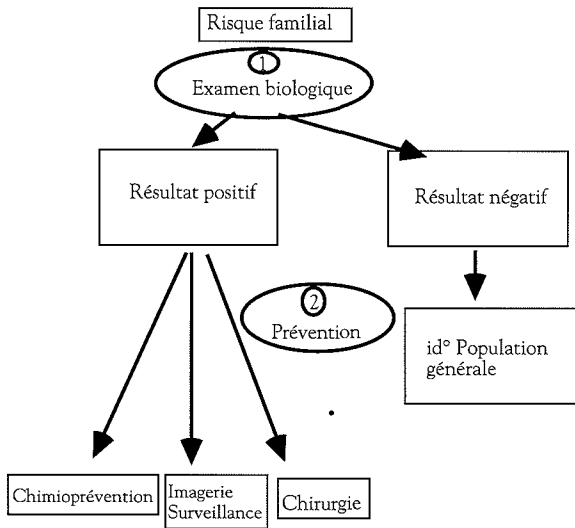 Risque familial
1
Examen biologique
Résultat positif
Résultat négatif
2
Prévention
id° Population
générale
Chimioprévention
Imagerie
Surveillance
Chirurgie